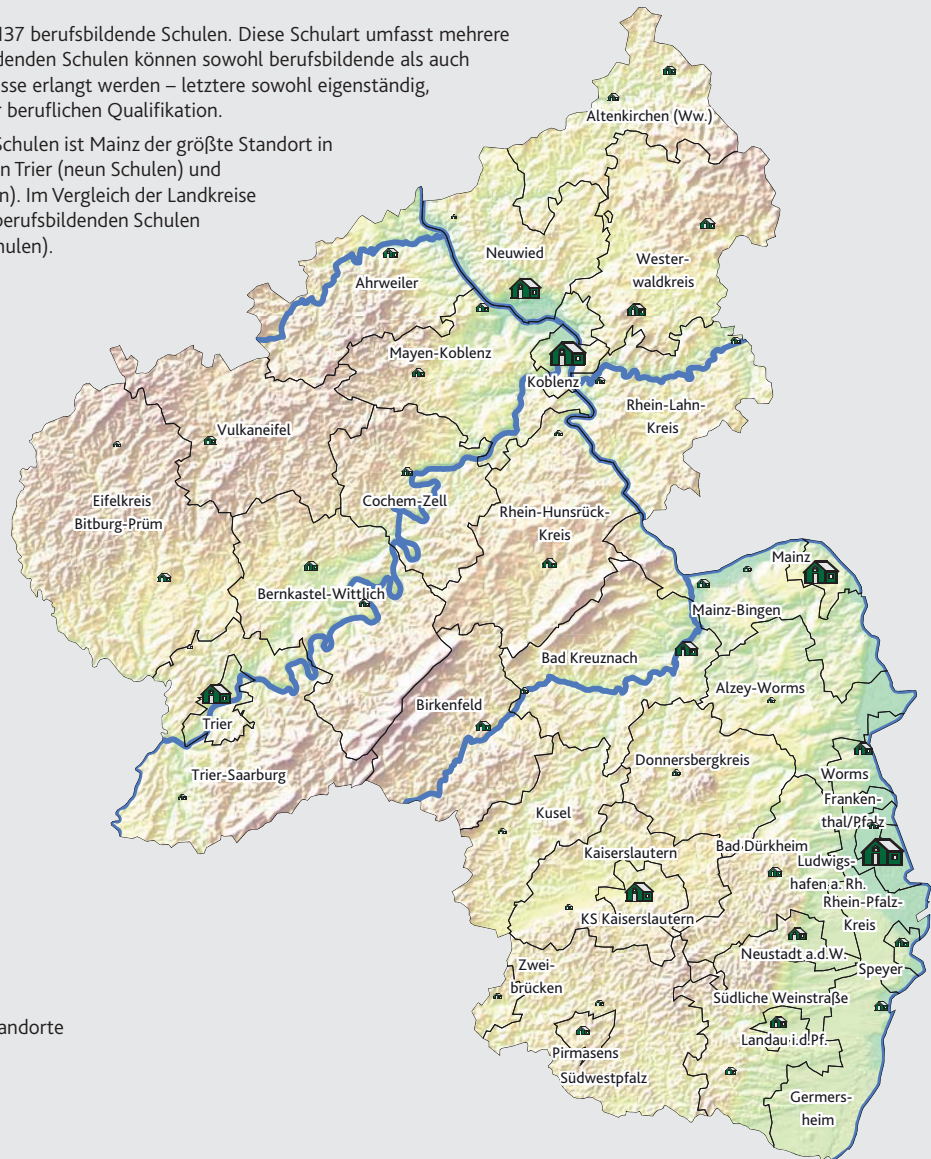 137 berufsbildende Schulen. Diese Schulart umfasst mehrere
denden Schulen können sowohl berufsbildende als auch
sse erlangt werden – letztere sowohl eigenständig,
r beruflichen Qualifikation.
Schulen ist Mainz der größte Standort in
n Trier (neun Schulen) und
n). Im Vergleich der Landkreise
berufsbildenden Schulen
hulen).
Altenkirchen (Ww.)
Neuwied
Wester-
waldkreis
Ahrweiler
Mayen-Koblenz
Koblenz
Rhein-Lahn-
Kreis
Vulkaneifel
Cochem-Zell
Eifelkreis
Bitburg-Prüm
Rhein-Hunsrück-
Kreis
Mainz
Bernkastel-Wittlich
Mainz-Bingen
Bad Kreuznach
Alzey-Worms
Birkenfeld
Trier
Trier-Saarburg
Donnersbergkreis
Worms
Franken-
thal/Pfalz
Kusel
Kaiserslautern
Bad Dürkheim
Ludwigs-
hafen a. Rh.
Rhein-Pfalz-
Kreis
KS Kaiserslautern
Neustadt a.d.W.
Speyer
Zwei-
brücken
Südliche Weinstraße
andorte
Landau i.d.Pf.
Pirmasens
Südwestpfalz
Germers-
heim